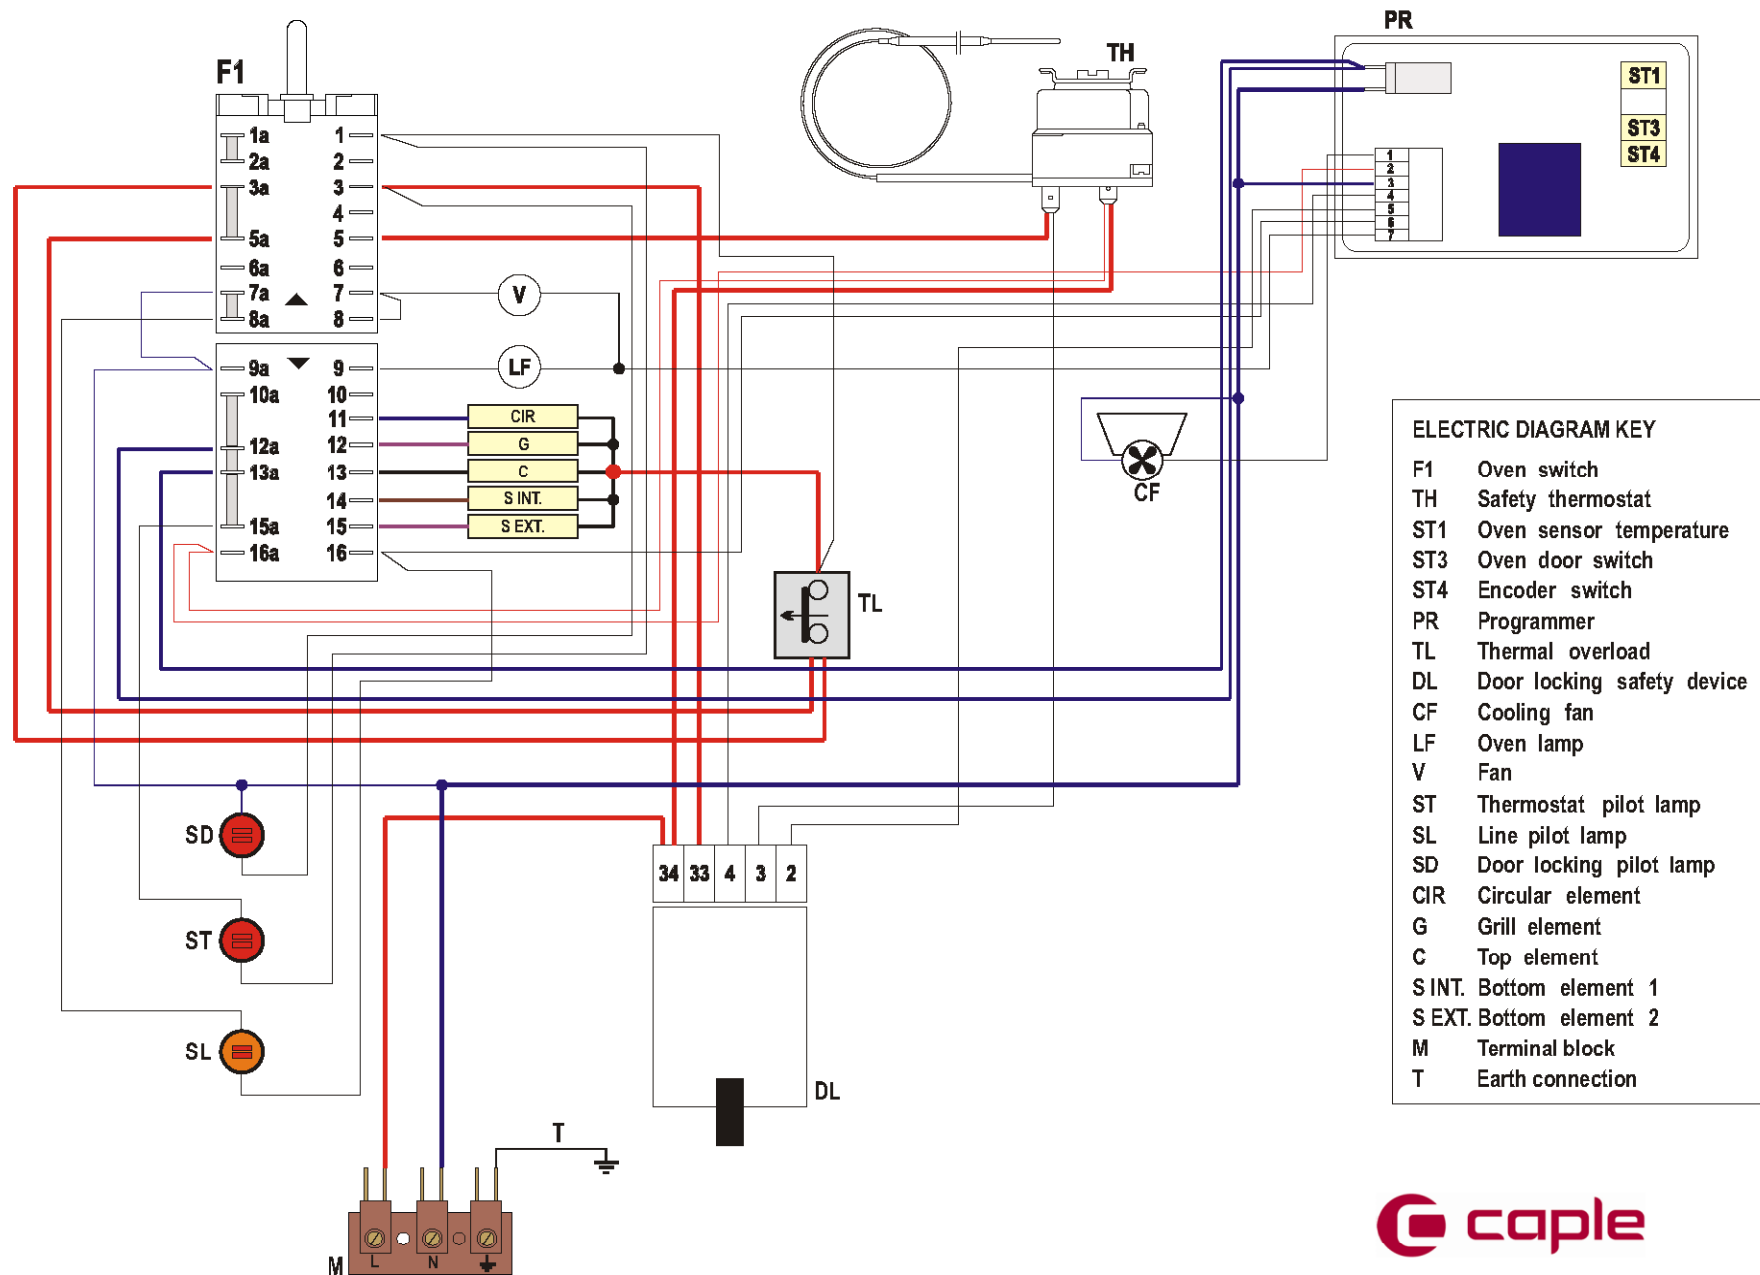 PR
F1
TH
ST1
ST3
ST4
1a 1
2a 2
3a 3
4
5a 5
6a 6
7a 7
8a 8
V
1
2
3
4
5
6
7
9a 9
LF
10a 10
11 CIR
12a 12 G
13a 13 C
14 S INT.
15a 15 S EXT.
16a 16
CF
TL
ELECTRIC DIAGRAM KEY
F1 Oven switch
TH Safety thermostat
ST1 Oven sensor temperature
ST3 Oven door switch
ST4 Encoder switch
PR Programmer
TL Thermal overload
DL Door locking safety device
CF Cooling fan
LF Oven lamp
V Fan
ST Thermostat pilot lamp
SL Line pilot lamp
SD Door locking pilot lamp
CIR Circular element
G Grill element
C Top element
S INT. Bottom element 1
S EXT. Bottom element 2
M Terminal block
T Earth connection
SD
34 33 4 3 2
ST
SL
DL
T
M
L N
caple